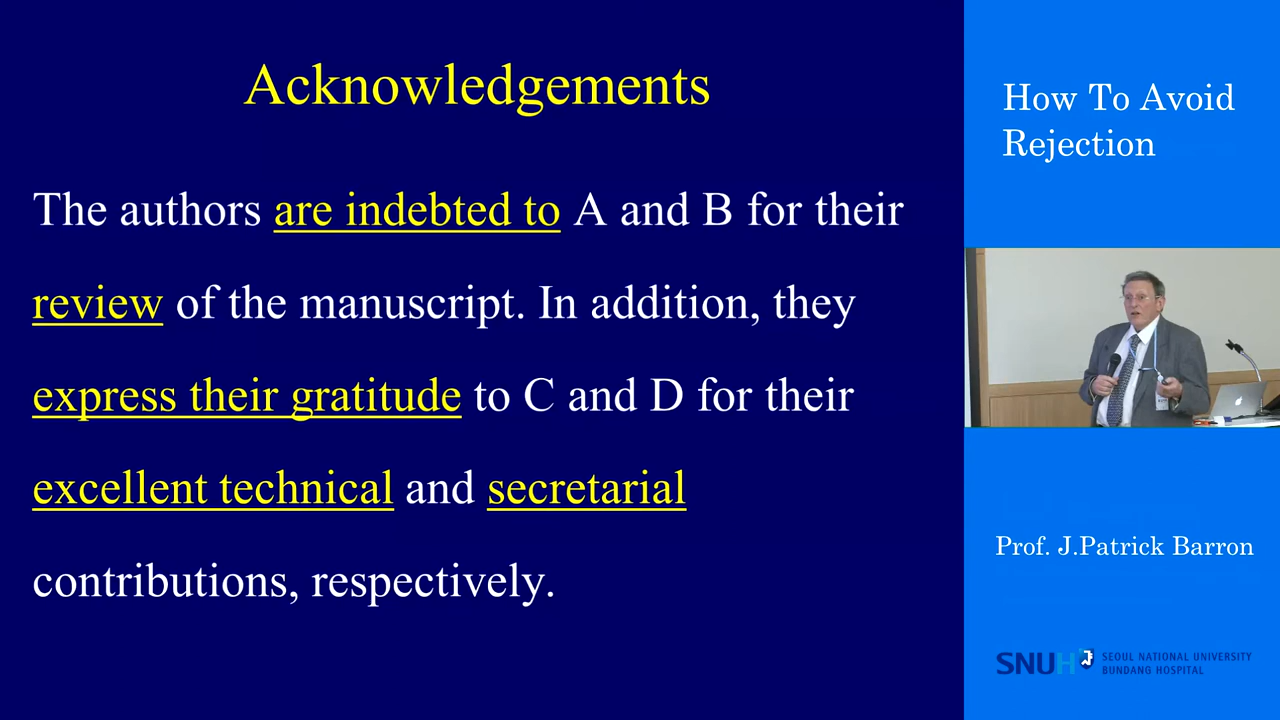 Acknowledgements
The authors are indebted to A and B for their
review of the manuscript. In addition, they
express their gratitude to C and D for their
excellent technical and secretarial
contributions, respectively.
How To Avoid
Rejection
Prof. J.Patrick Barron
SNUH
SEOUL NATIONAL UNIVERSITY
BUNDANG HOSPITAL